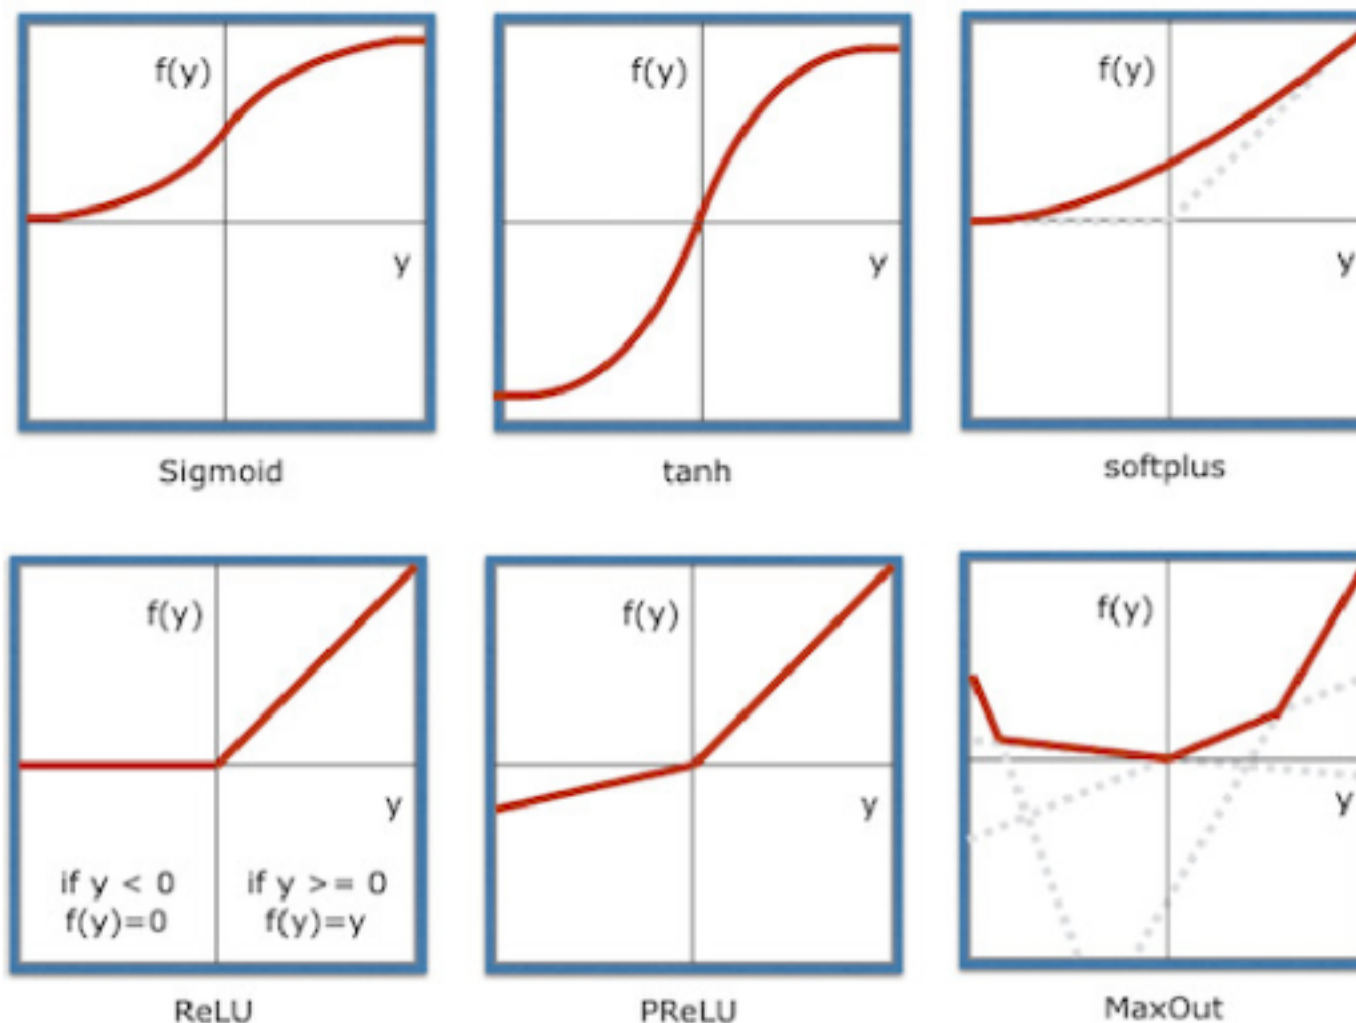 f(y)
y
Sigmoid
f(y)
y
tanh
f(y)
y
softplus
f(y)
y
if y < 0
f(y)=0
if y >= 0
f(y)=y
ReLU
f(y)
y
PReLU
f(y)
y
MaxOut